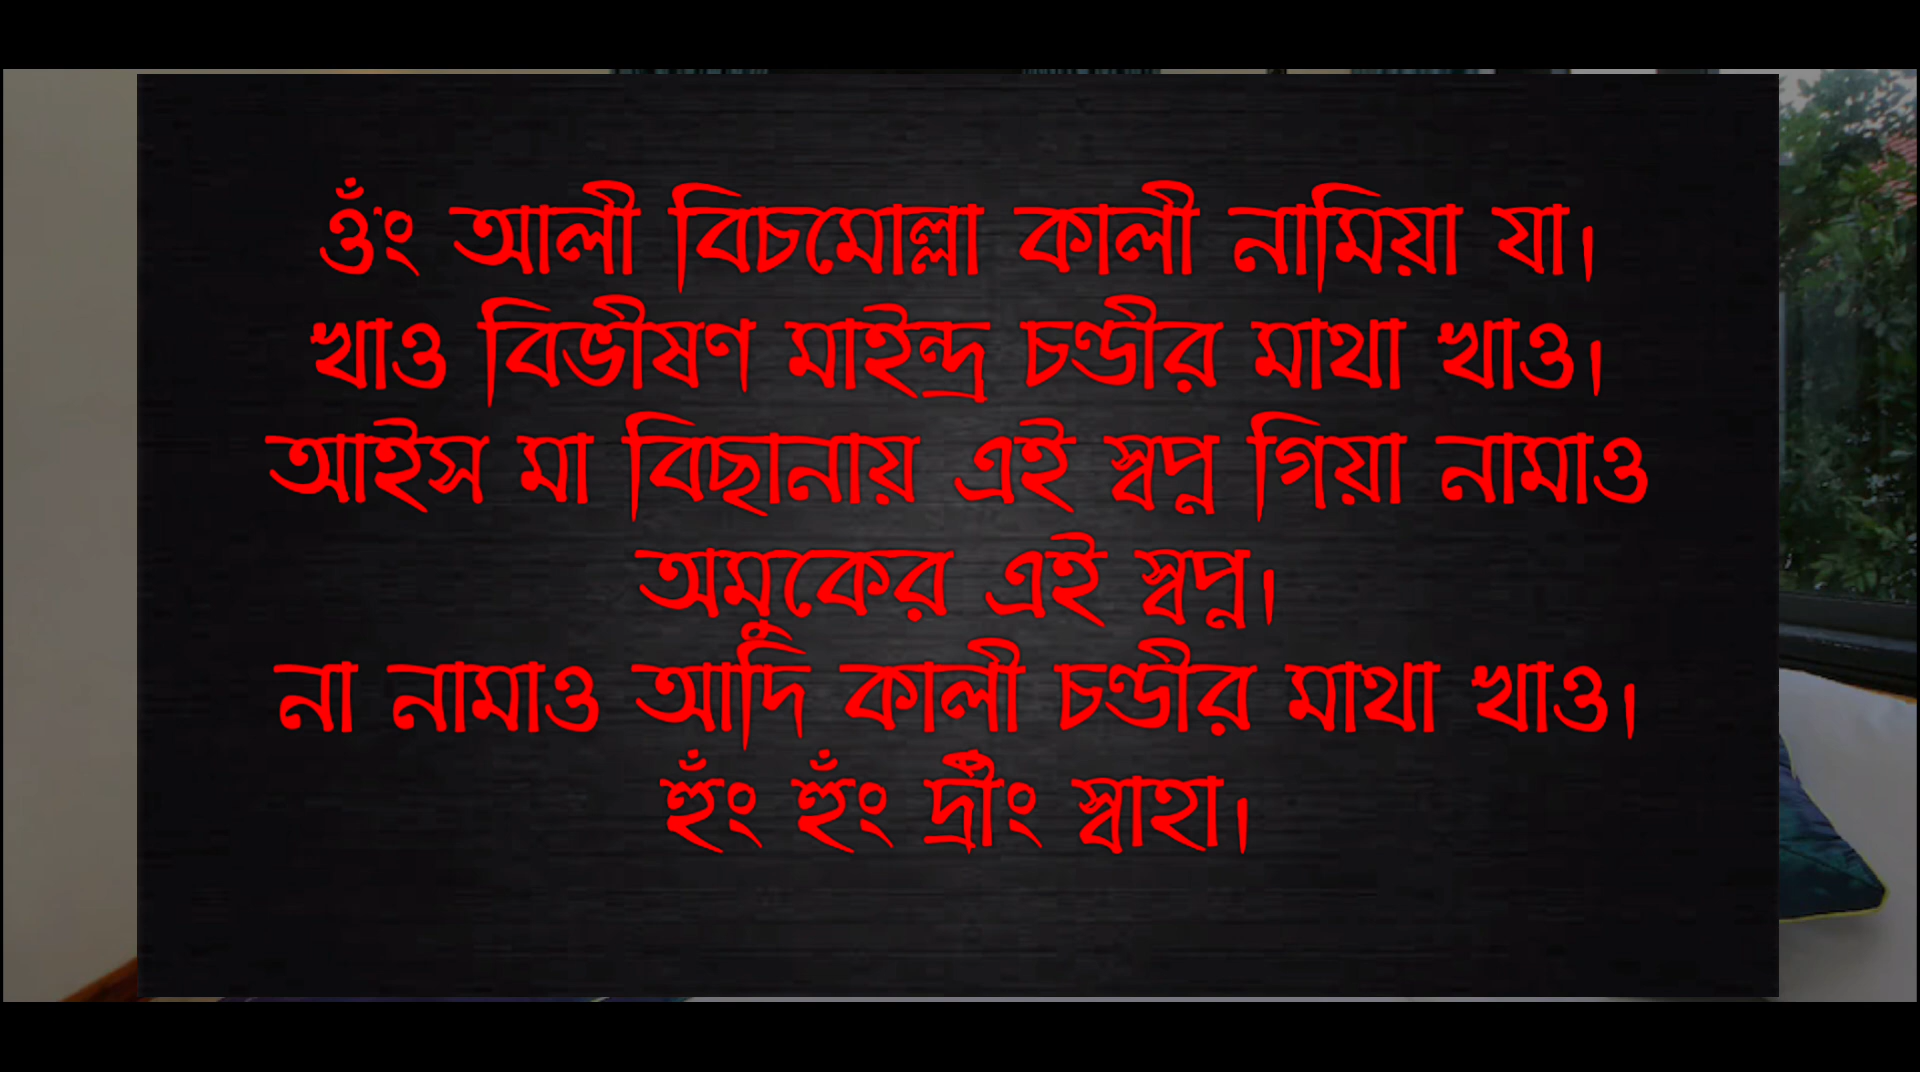 ওঁং আলী বিচমোল্লা কালী নামিয়া যা।
খাও বিভীষণ মাইন্দ্র চণ্ডীর মাথা খাও।
আইস মা বিছানায় এই স্বপ্ন গিয়া নামাও
অমুকের এই স্বপ্ন।
না নামাও আদি কালী চণ্ডীর মাথা খাও।
হুঁং হুঁং দ্রীঁং স্বাহা।